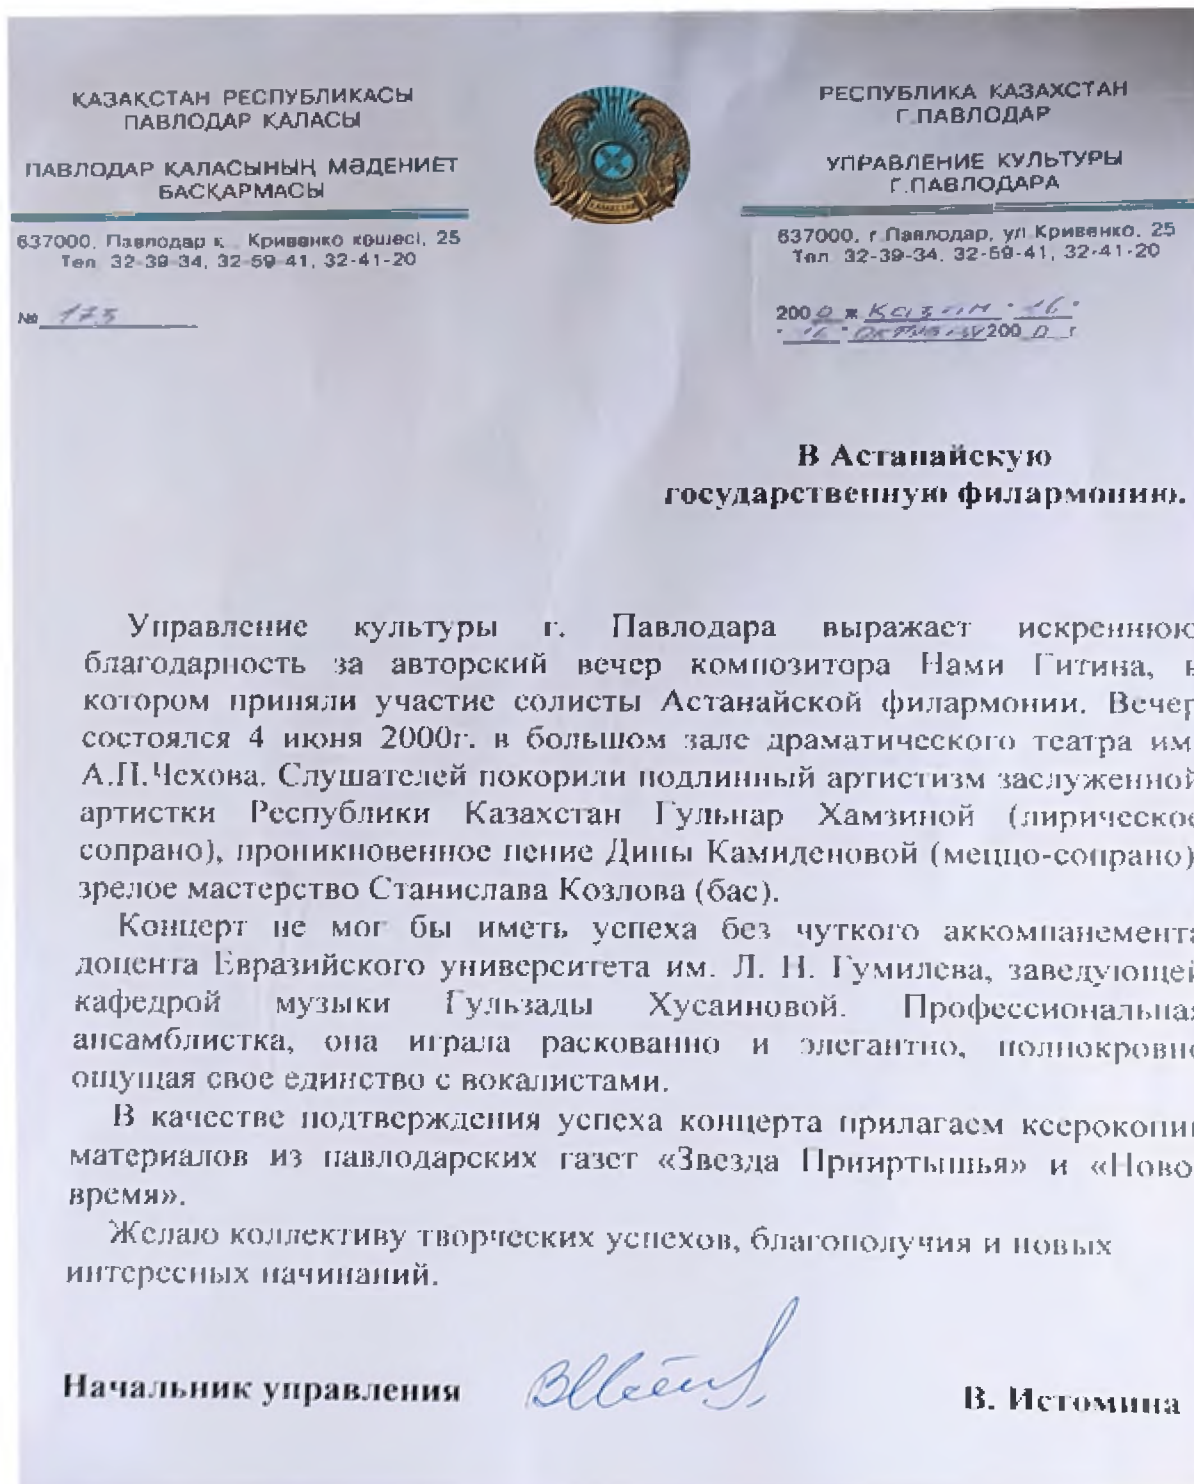 ҚАЗАҚСТАН РЕСПУБЛИКАСЫ
ПАВЛОДАР ҚАЛАСЫ
ПАВЛОДАР ҚАЛАСЫНЫҢ МӘДЕНИЕТ
БАСҚАРМАСЫ
637000, Павлодар қ. Кривенко көшесі, 25
Тел. 32-39-34, 32-59-41, 32-41-20
№ 173
РЕСПУБЛИКА КАЗАХСТАН
Г.ПАВЛОДАР
УПРАВЛЕНИЕ КУЛЬТУРЫ
Г.ПАВЛОДАРА
637000, г.Павлодар, ул.Кривенко, 25
Тел. 32-39-34, 32-59-41, 32-41-20
2000 ж. Қазан "16"
"16" октября 2000 г.
В Астанайскую
государственную филармонию.
Управление культуры г. Павлодара выражает искреннюю
благодарность за авторский вечер композитора Нами Гитина, в
котором приняли участие солисты Астанайской филармонии. Вечер
состоялся 4 июня 2000г. в большом зале драматического театра им.
А.П.Чехова. Слушателей покорили подлинный артистизм заслуженной
артистки Республики Казахстан Гульнар Хамзиной (лирическое
сопрано), проникновенное пение Дины Камиденовой (меццо-сопрано)
зрелое мастерство Станислава Козлова (бас).
Концерт не мог бы иметь успеха без чуткого аккомпанемента
доцента Евразийского университета им. Л. Н. Гумилева, заведующей
кафедрой музыки Гульзады Хусаиновой. Профессиональная
ансамблистка, она играла раскованно и элегантно, полнокровно
ощущая свое единство с вокалистами.
В качестве подтверждения успеха концерта прилагаем ксерокопии
материалов из павлодарских газет «Звезда Прииртышья» и «Ново
время».
Желаю коллективу творческих успехов, благополучия и новых
интересных начинаний.
Начальник управления
В. Истомина